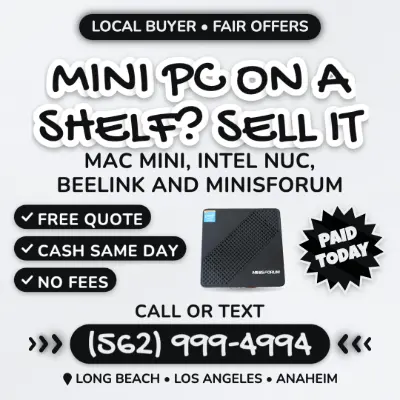 LOCAL BUYER • FAIR OFFERS
MINI PC ON A
SHELF? SELL IT
MAC MINI, INTEL NUC,
BEELINK AND MINISFORUM
FREE QUOTE
CASH SAME DAY
NO FEES
MINISFORUM
PAID
TODAY
CALL OR TEXT
(562) 999-4994
LONG BEACH • LOS ANGELES • ANAHEIM